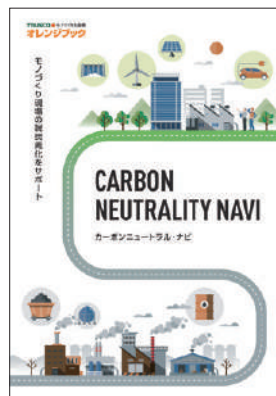 TRUSCO
オレンジブック
モノづくり現場の脱炭素化をサポート
CARBON
NEUTRALITY NAVI
カーボンニュートラル・ナビ